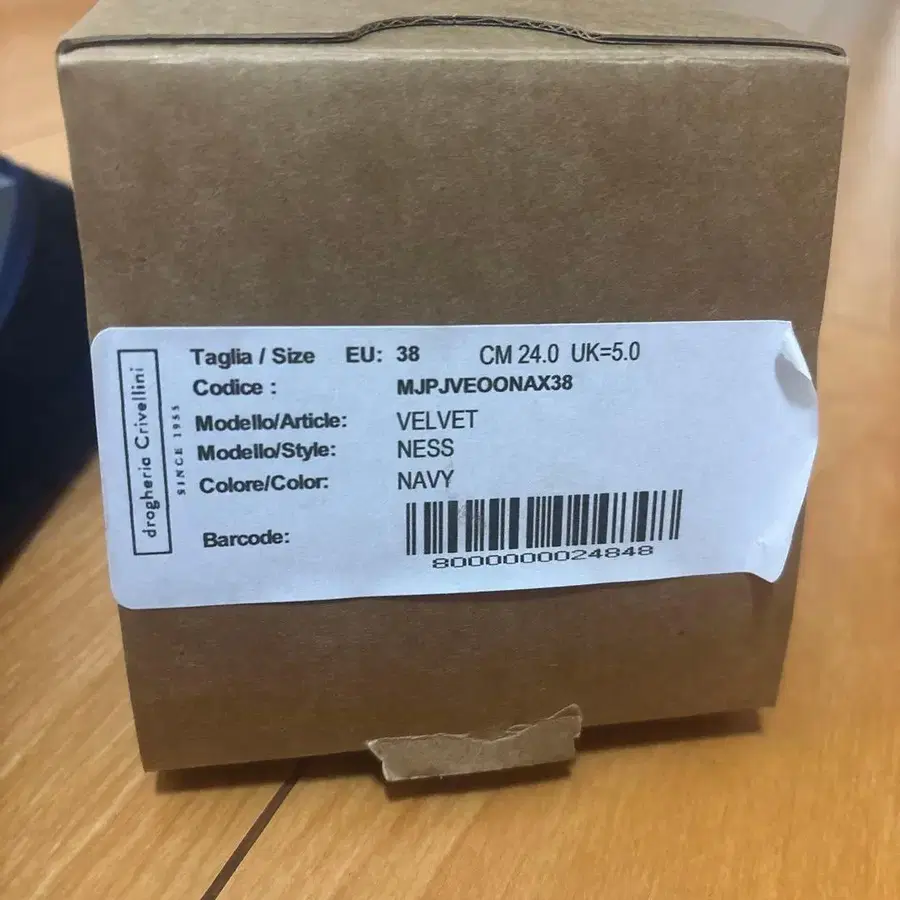 drogheria Crivellini
SINCE 1955
Taglia / Size EU: 38 CM 24.0 UK=5.0
Codice : MJPJVEOONAX38
Modello/Article: VELVET
Modello/Style: NESS
Colore/Color: NAVY
Barcode:
8000000024848